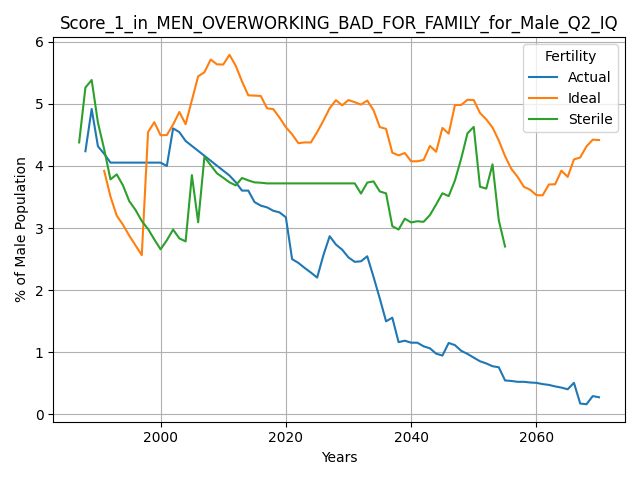 Score_1_in_MEN_OVERWORKING_BAD_FOR_FAMILY_for_Male_Q2_IQ
Fertility
Actual
Ideal
Sterile
% of Male Population
6
5
4
3
2
1
0
2000
2020
2040
2060
Years